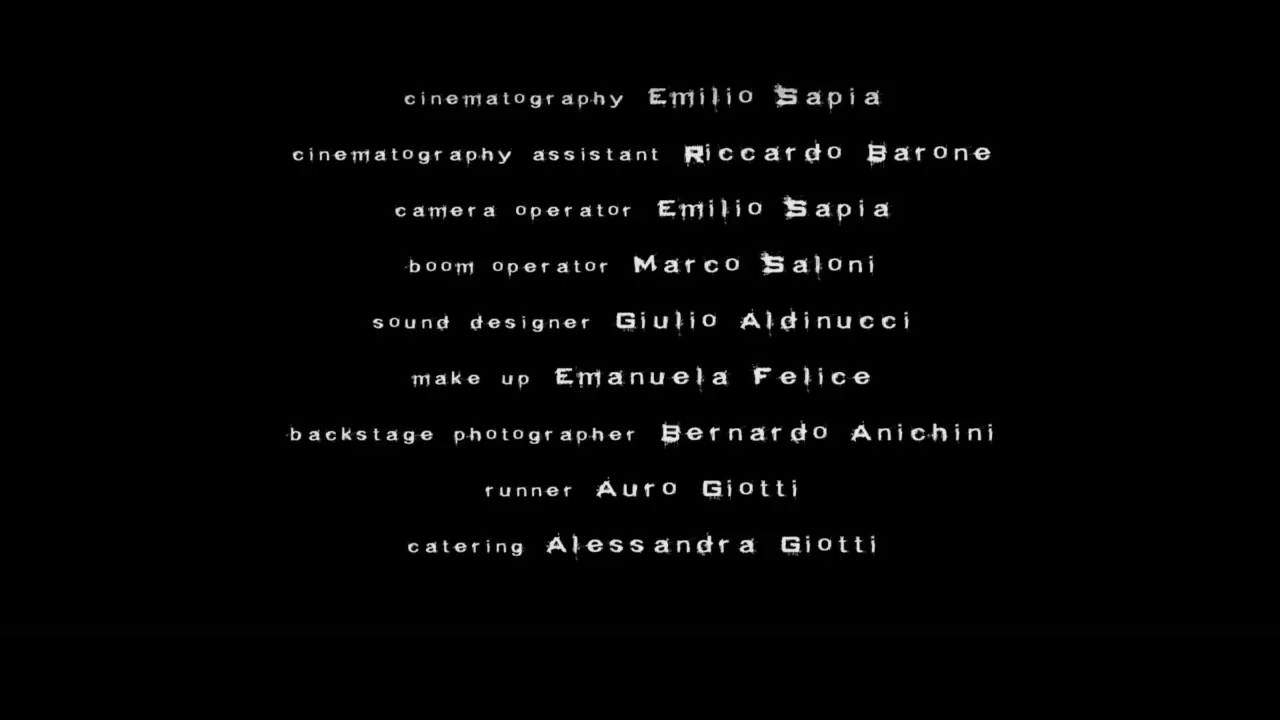 cinematography Emilio Sapia
cinematography assistant Riccardo Barone
camera operator Emilio Sapia
boom operator Marco Saloni
sound designer Giulio Aldinucci
make up Emanuela Felice
backstage photographer Bernardo Anichini
runner Auro Giotti
catering Alessandra Giotti